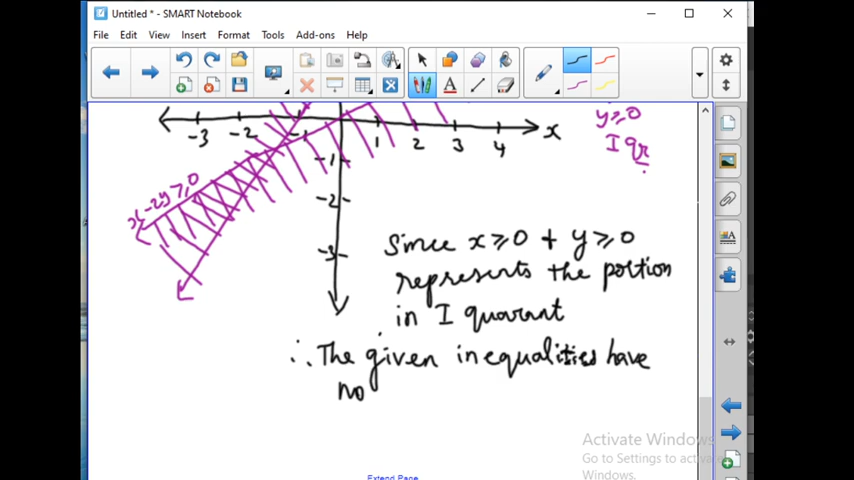 Untitled * - SMART Notebook
File Edit View Insert Format Tools Add-ons Help
y≥0
I qr
-3 -2 -1 1 2 3 4 x
-1
-2
-3
x-2y≥0
Since x≥0 + y≥0
represents the portion
in I quarant
∴ The given inequalities have
no
Activate Windows
Go to Settings to activa
Windows.
Extend Page